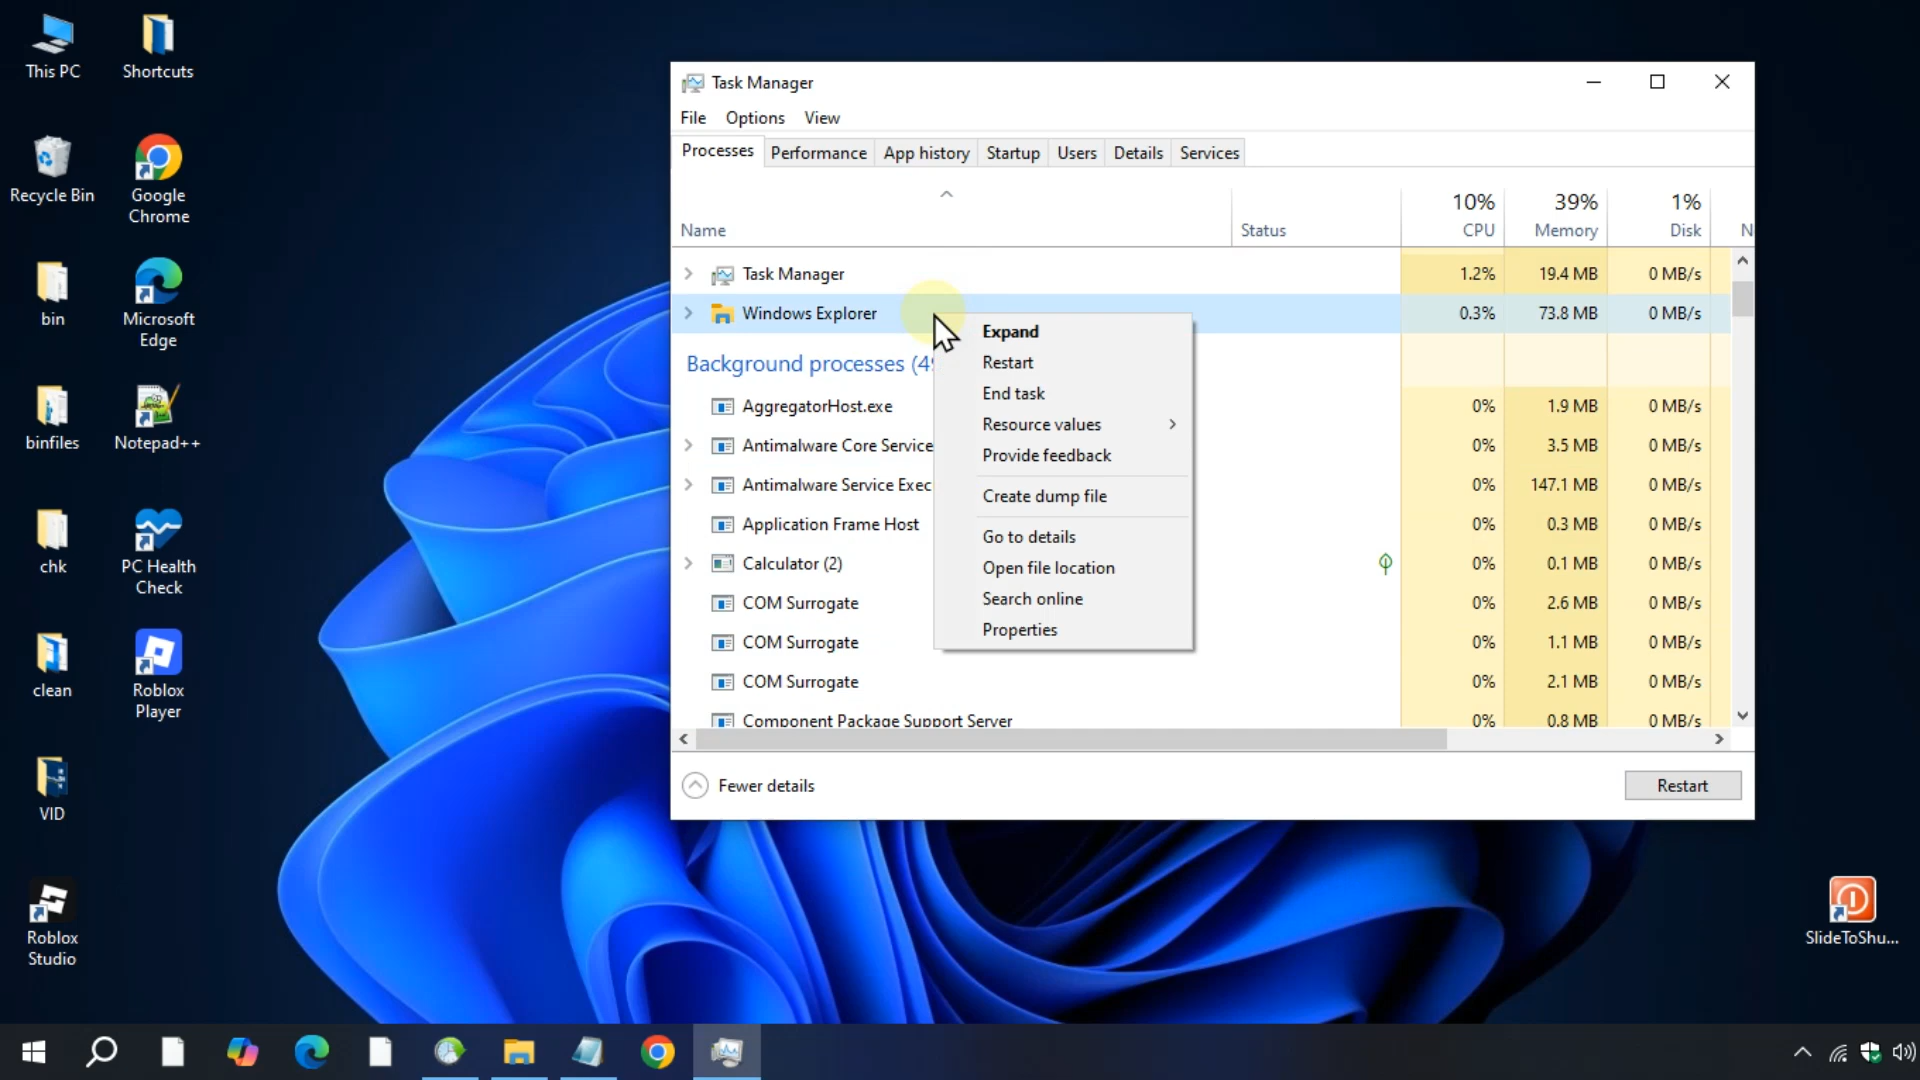 This PC
Shortcuts
Recycle Bin
Google
Chrome
bin
Microsoft
Edge
binfiles
Notepad++
chk
PC Health
Check
clean
Roblox
Player
VID
Roblox
Studio
SlideToShu...
Task Manager
File Options View
Processes Performance App history Startup Users Details Services
10% 39% 1%
Name Status CPU Memory Disk N
Task Manager 1.2% 19.4 MB 0 MB/s
Windows Explorer 0.3% 73.8 MB 0 MB/s
Background processes (49
AggregatorHost.exe 0% 1.9 MB 0 MB/s
Antimalware Core Service 0% 3.5 MB 0 MB/s
Antimalware Service Exec 0% 147.1 MB 0 MB/s
Application Frame Host 0% 0.3 MB 0 MB/s
Calculator (2) 0% 0.1 MB 0 MB/s
COM Surrogate 0% 2.6 MB 0 MB/s
COM Surrogate 0% 1.1 MB 0 MB/s
COM Surrogate 0% 2.1 MB 0 MB/s
Component Package Support Server 0% 0.8 MB 0 MB/s
Expand
Restart
End task
Resource values
Provide feedback
Create dump file
Go to details
Open file location
Search online
Properties
Fewer details Restart